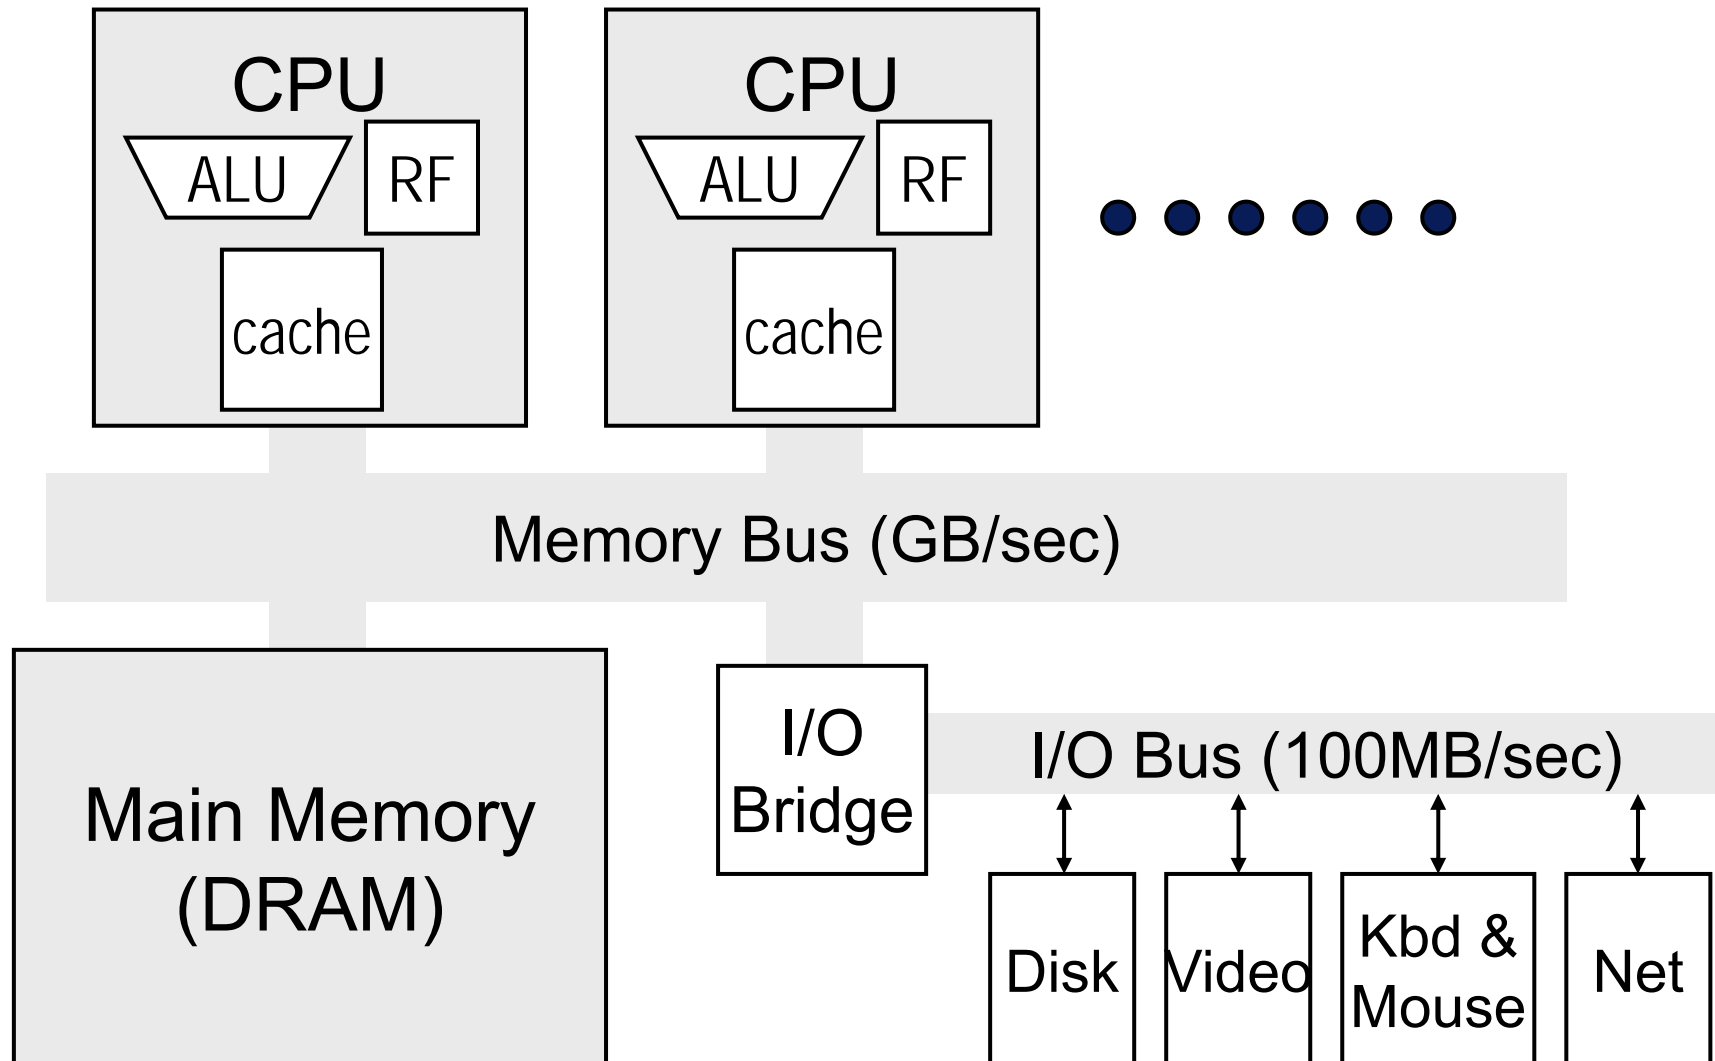 CPU
ALU
RF
cache
CPU
ALU
RF
cache
Memory Bus (GB/sec)
Main Memory
(DRAM)
I/O
Bridge
I/O Bus (100MB/sec)
Disk
Video
Kbd &
Mouse
Net